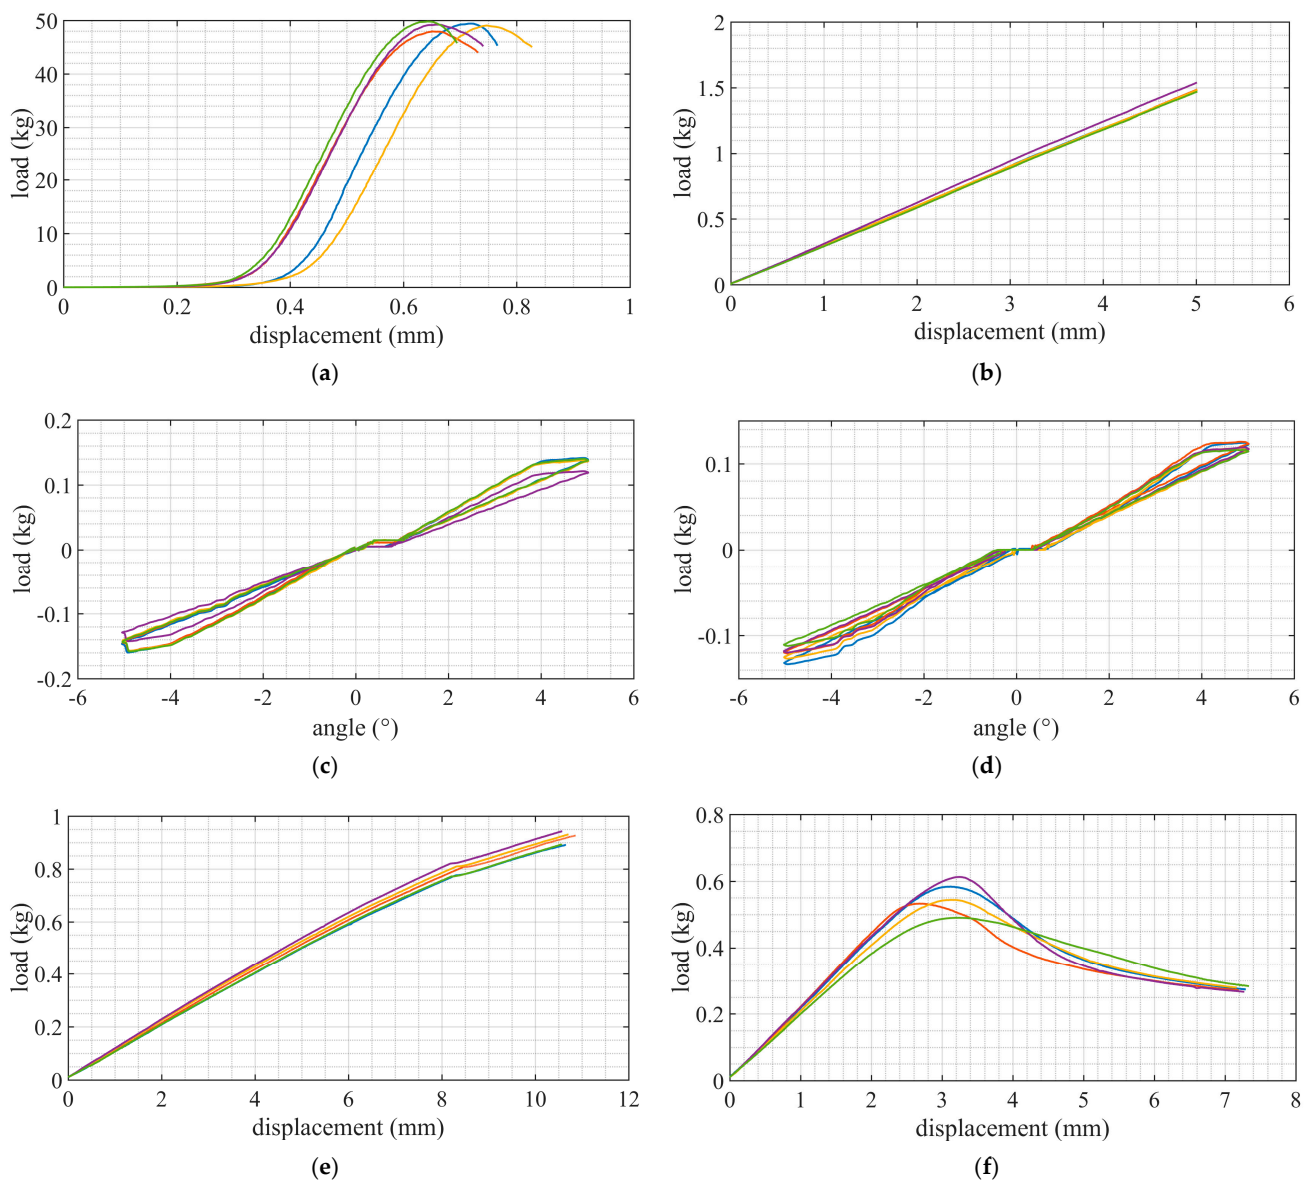 50
40
30
20
10
0
load (kg)
0 0.2 0.4 0.6 0.8 1
displacement (mm)
(a)
2
1.5
1
0.5
0
load (kg)
0 1 2 3 4 5 6
displacement (mm)
(b)
0.2
0.1
0
-0.1
-0.2
load (kg)
-6 -4 -2 0 2 4 6
angle (°)
(c)
0.1
0
-0.1
load (kg)
-6 -4 -2 0 2 4 6
angle (°)
(d)
1
0.8
0.6
0.4
0.2
0
load (kg)
0 2 4 6 8 10 12
displacement (mm)
(e)
0.8
0.6
0.4
0.2
0
load (kg)
0 1 2 3 4 5 6 7 8
displacement (mm)
(f)